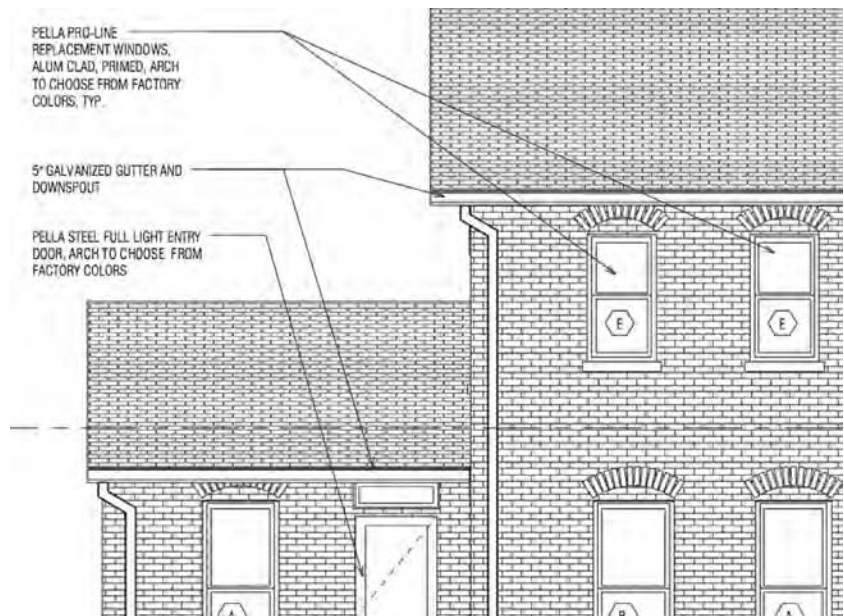 PELLA PRO-LINE
REPLACEMENT WINDOWS,
ALUM CLAD, PRIMED, ARCH
TO CHOOSE FROM FACTORY
COLORS, TYP.
5" GALVANIZED GUTTER AND
DOWNSPOUT
PELLA STEEL FULL LIGHT ENTRY
DOOR, ARCH TO CHOOSE FROM
FACTORY COLORS
E
E
A
B
A